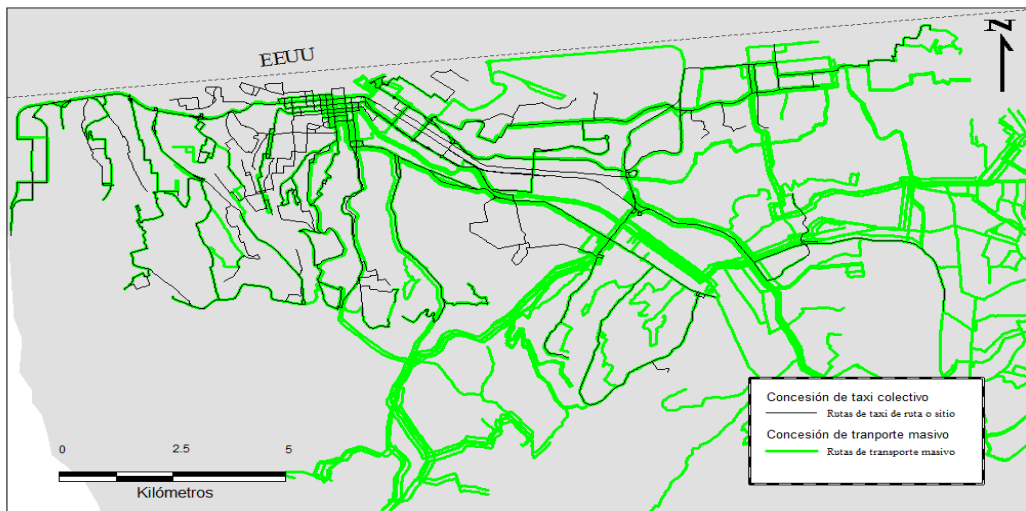 EEUU
N
Concesión de taxi colectivo
Rutas de taxi de ruta o sitio
Concesión de tranporte masivo
Rutas de transporte masivo
0 2.5 5
Kilómetros